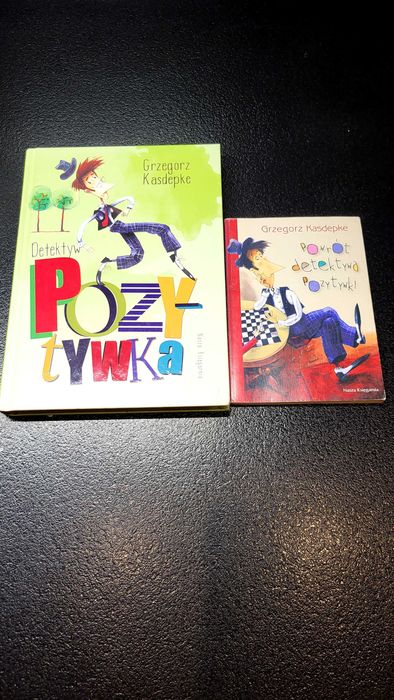 Grzegorz
Kasdepke
Detektyw
POZY-
tYWKa
Nasza Księgarnia
Grzegorz Kasdepke
Powrót
detektywa
Pozytywki
Nasza Księgarnia